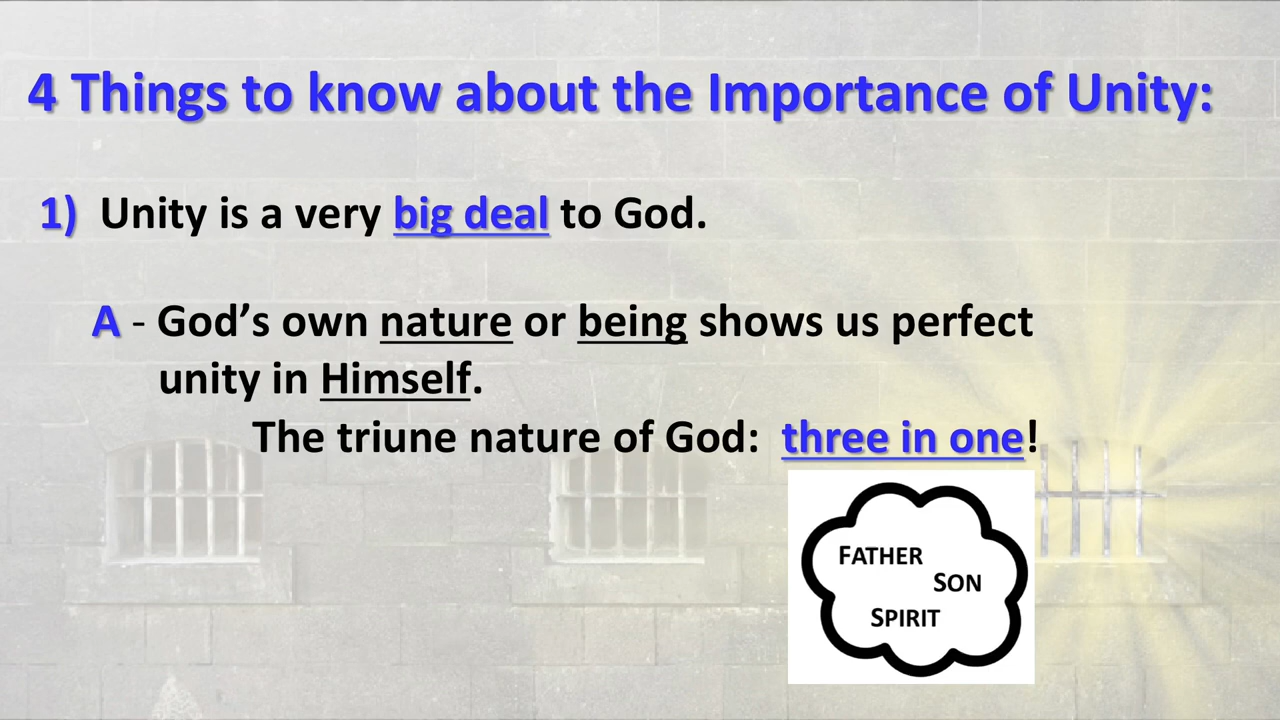 4 Things to know about the Importance of Unity:
1) Unity is a very big deal to God.
A - God’s own nature or being shows us perfect
unity in Himself.
The triune nature of God: three in one!
FATHER
SON
SPIRIT